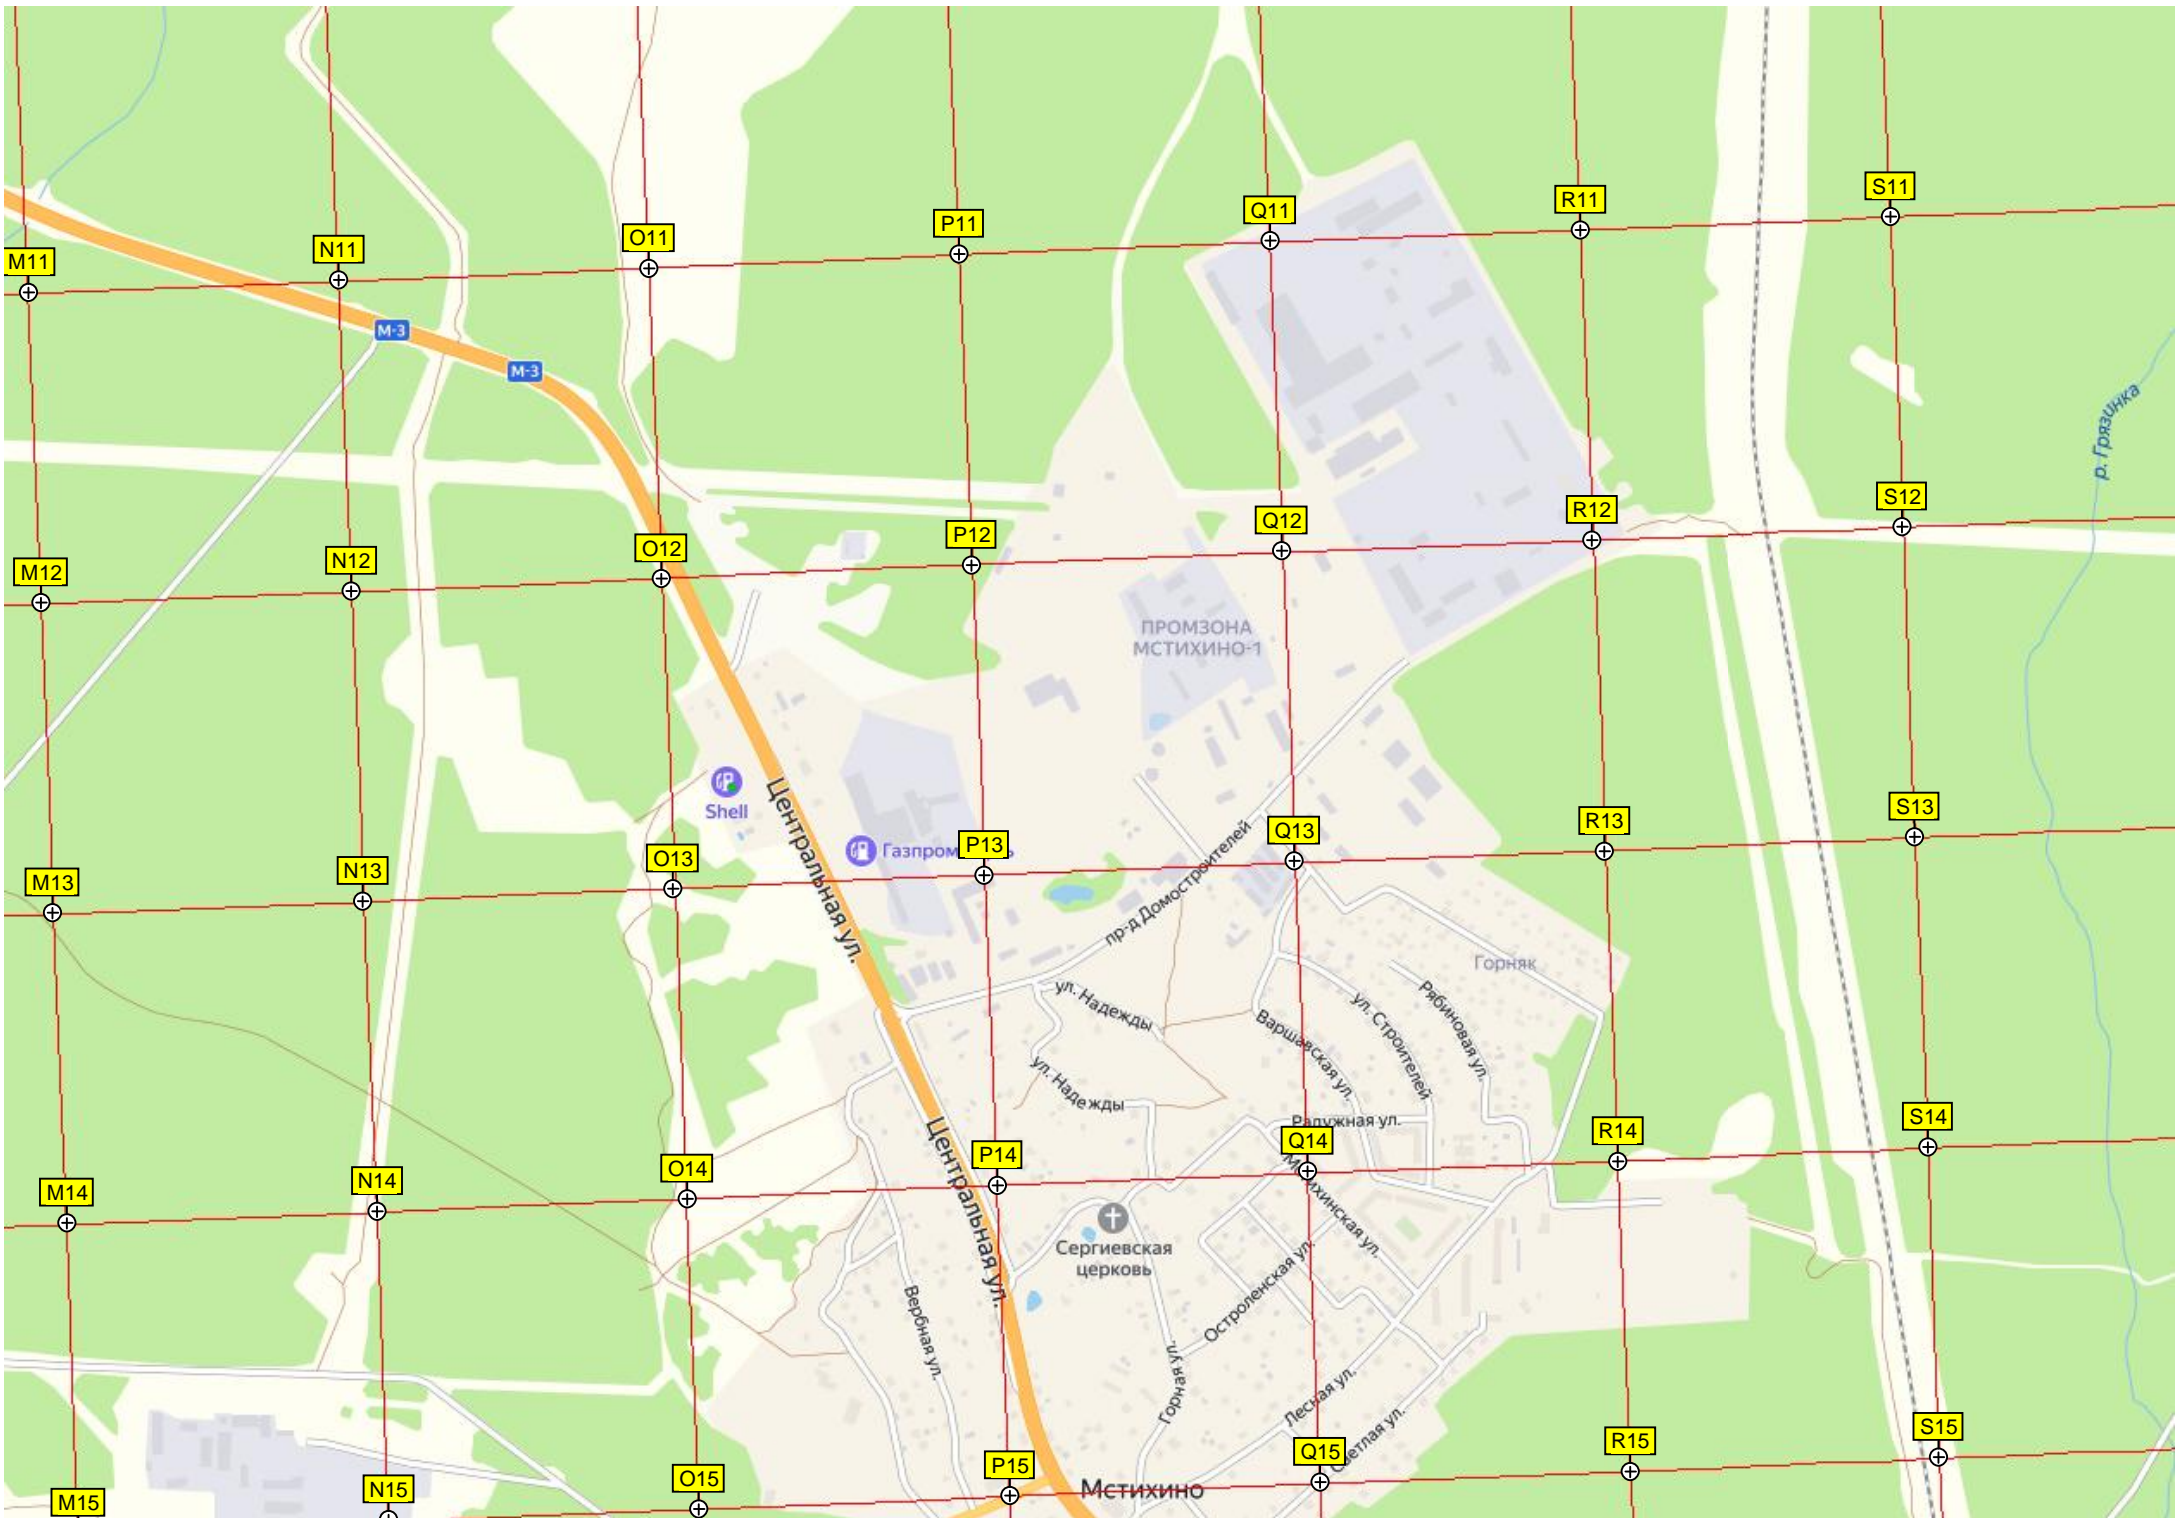 S11
R11
Q11
P11
O11
N11
M11
М-3
М-3
р. Грязинка
S12
R12
Q12
P12
O12
N12
M12
ПРОМЗОНА
МСТИХИНО-1
Shell
Центральная ул.
S13
R13
Q13
P13
Газпром
O13
N13
M13
пр-д Домостроителей
Горняк
ул. Надежды
Рябиновая ул.
ул. Строителей
Варшавская ул.
ул. Надежды
Радужная ул.
S14
R14
Q14
P14
O14
N14
M14
Центральная ул.
Сергиевская
церковь
Остроленская ул.
Вербная ул.
Горная ул.
Лесная ул.
S15
R15
Q15
P15
O15
N15
M15
Мстихино